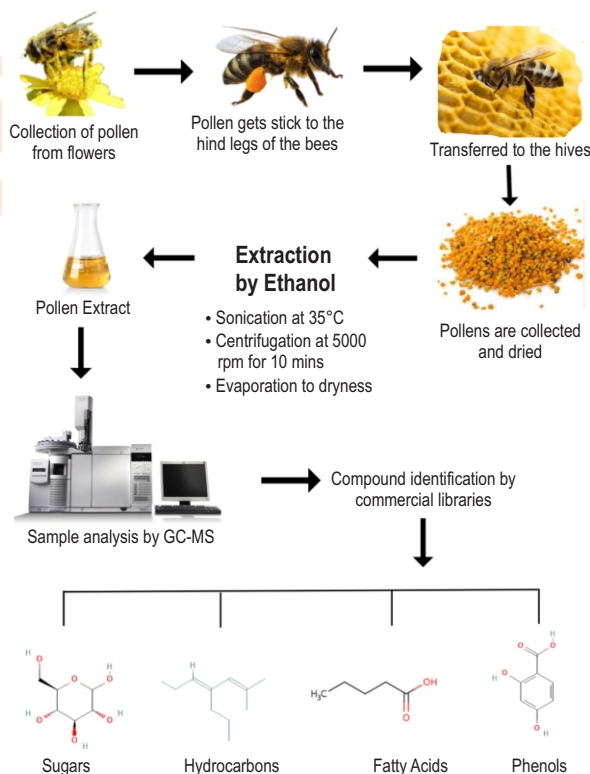 Collection of pollen
from flowers
Pollen gets stick to the
hind legs of the bees
Transferred to the hives
Pollens are collected
and dried
Extraction
by Ethanol
• Sonication at 35°C
• Centrifugation at 5000
rpm for 10 mins
• Evaporation to dryness
Pollen Extract
Sample analysis by GC-MS
Compound identification by
commercial libraries
H
O
O
H
O
H
O
H
O
H
O
H
Sugars
H
Hydrocarbons
H₃C
OH
O
Fatty Acids
H
O
O
H
O
O
H
Phenols